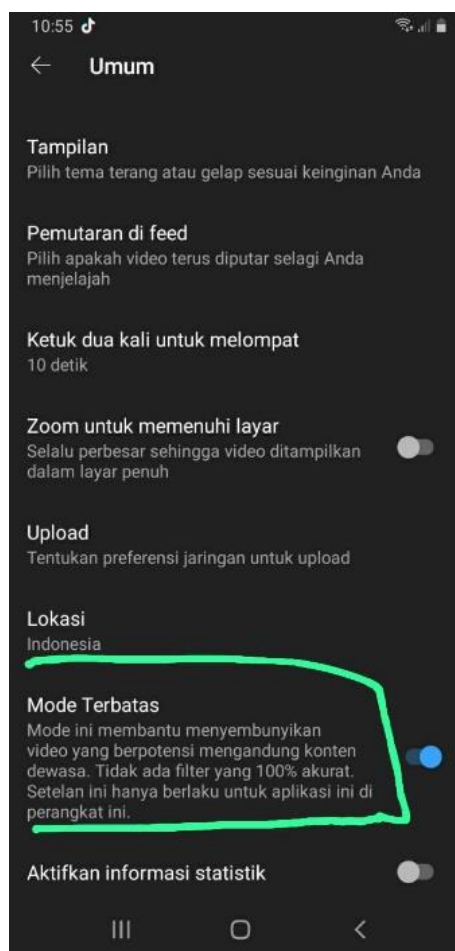 10:55
Umum
Tampilan
Pilih tema terang atau gelap sesuai keinginan Anda
Pemutaran di feed
Pilih apakah video terus diputar selagi Anda
menjelajah
Ketuk dua kali untuk melompat
10 detik
Zoom untuk memenuhi layar
Selalu perbesar sehingga video ditampilkan
dalam layar penuh
Upload
Tentukan preferensi jaringan untuk upload
Lokasi
Indonesia
Mode Terbatas
Mode ini membantu menyembunyikan
video yang berpotensi mengandung konten
dewasa. Tidak ada filter yang 100% akurat.
Setelan ini hanya berlaku untuk aplikasi ini di
perangkat ini.
Aktifkan informasi statistik